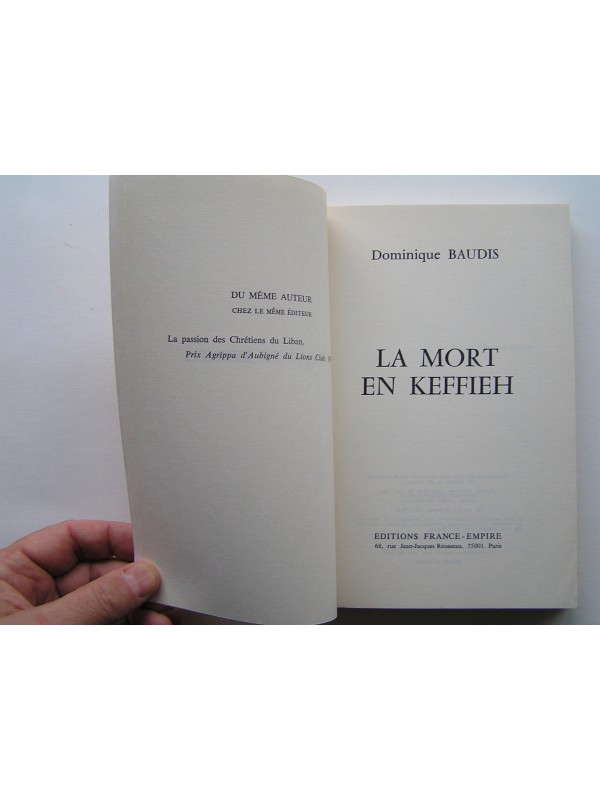 DU MÊME AUTEUR
CHEZ LE MÊME ÉDITEUR
La passion des Chrétiens du Liban.
Prix Agrippa d'Aubigné du Lions Club
Dominique BAUDIS
LA MORT
EN KEFFIEH
EDITIONS FRANCE-EMPIRE
68, rue Jean-Jacques Rousseau, 75001 Paris